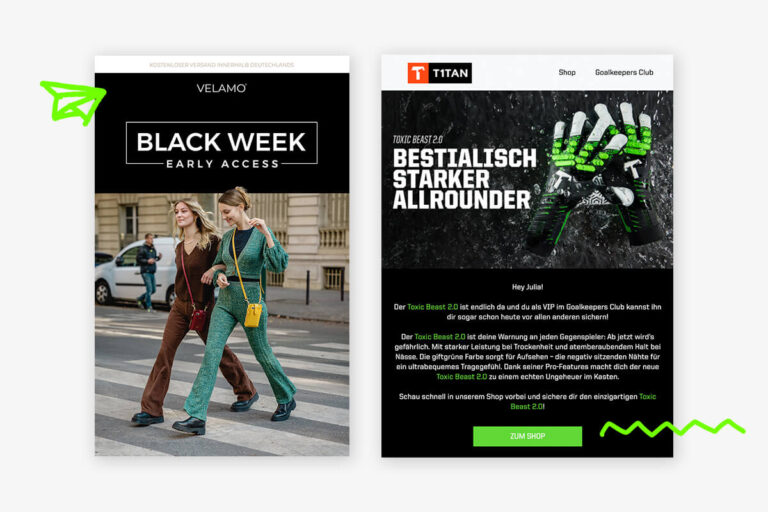 KOSTENLOSER VERSAND INNERHALB DEUTSCHLANDS
VELAMO
BLACK WEEK
EARLY ACCESS
T1TAN
Shop Goalkeepers Club
TOXIC BEAST 2.0
BESTIALISCH
STARKER
ALLROUNDER
Hey Julia!
Der Toxic Beast 2.0 ist endlich da und du als VIP im Goalkeepers Club kannst ihn
dir sogar schon heute vor allen anderen sichern!
Der Toxic Beast 2.0 ist deine Warnung an jeden Gegenspieler: Ab jetzt wird's
gefährlich. Mit starker Leistung bei Trockenheit und atemberaubendem Halt bei
Nässe. Die giftgrüne Farbe sorgt für Aufsehen – die negativ sitzenden Nähte für
ein ultrabequemes Tragegefühl. Dank seiner Pro-Features macht dich der neue
Toxic Beast 2.0 zu einem echten Ungeheuer im Kasten.
Schau schnell in unserem Shop vorbei und sichere dir den einzigartigen Toxic
Beast 2.0!
ZUM SHOP